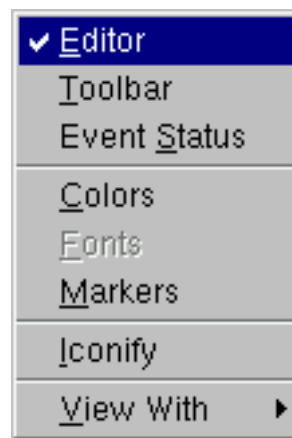 Editor
Toolbar
Event Status
Colors
Fonts
Markers
Iconify
View With